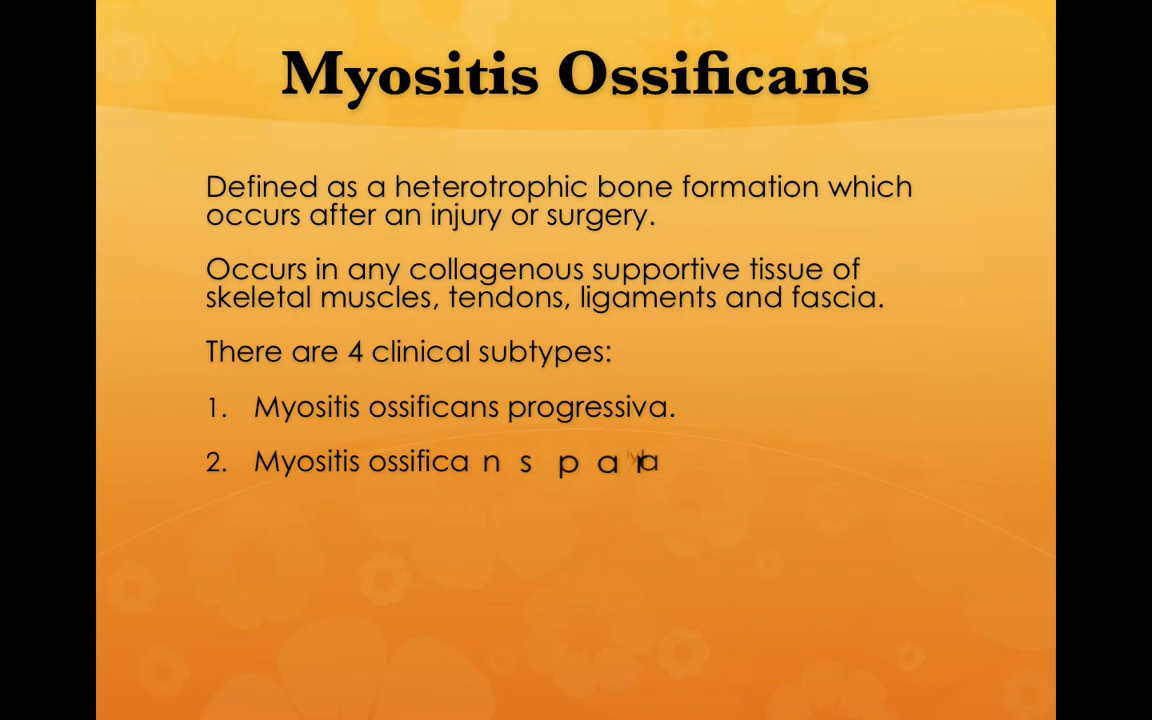 Myositis Ossificans
Defined as a heterotrophic bone formation which
occurs after an injury or surgery.
Occurs in any collagenous supportive tissue of
skeletal muscles, tendons, ligaments and fascia.
There are 4 clinical subtypes:
1. Myositis ossificans progressiva.
2. Myositis ossificans